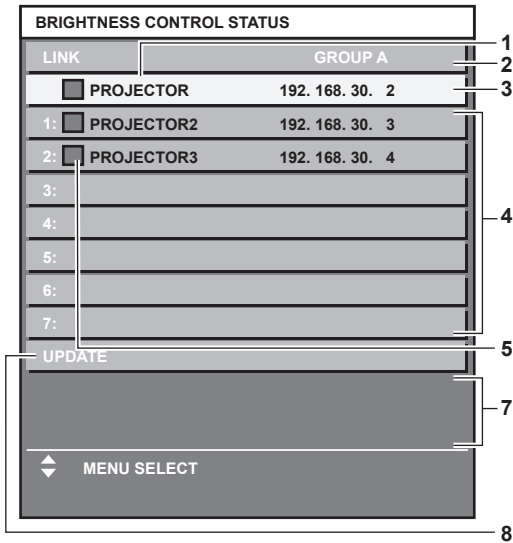 BRIGHTNESS CONTROL STATUS
LINK GROUP A
PROJECTOR 192. 168. 30. 2
1: PROJECTOR2 192. 168. 30. 3
2: PROJECTOR3 192. 168. 30. 4
3:
4:
5:
6:
7:
UPDATE
MENU SELECT
1
2
3
4
5
7
8